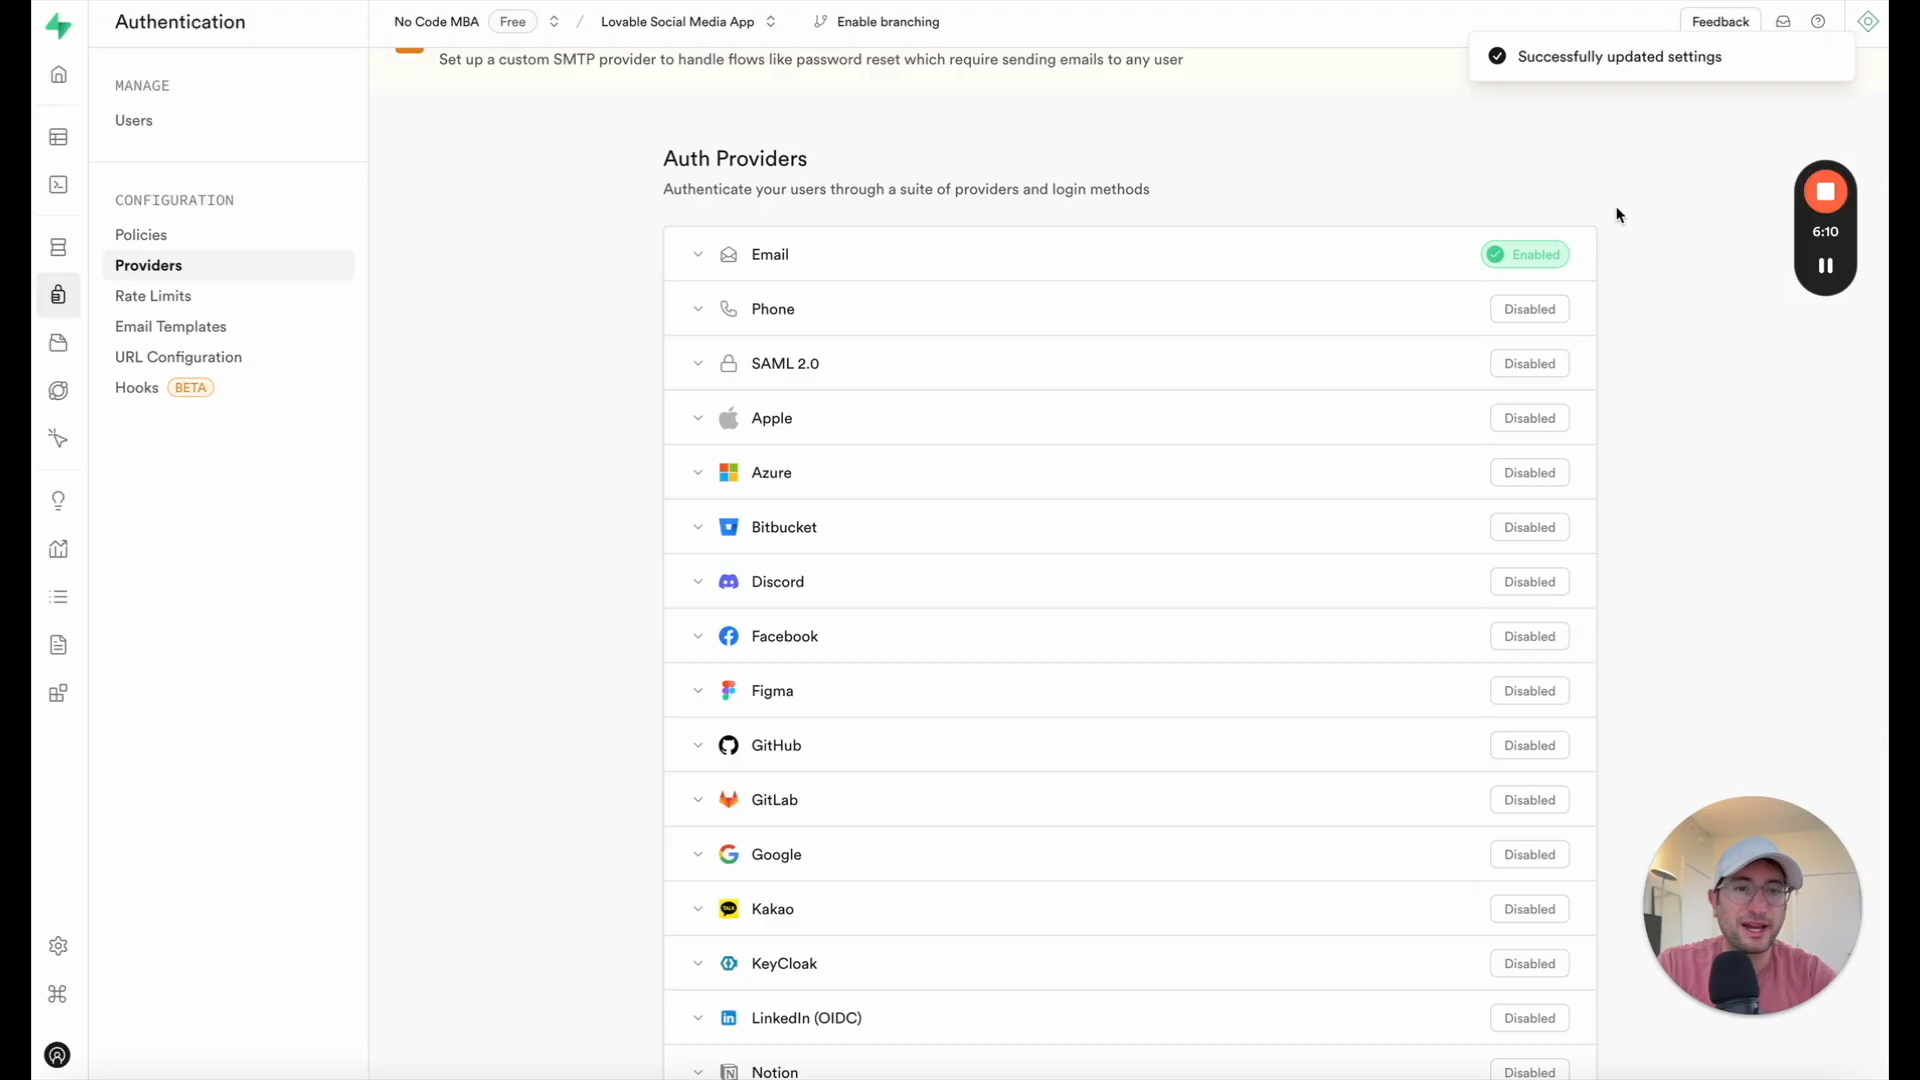 Authentication
No Code MBA Free / Lovable Social Media App Enable branching
Feedback
Successfully updated settings
Set up a custom SMTP provider to handle flows like password reset which require sending emails to any user
MANAGE
Users
CONFIGURATION
Policies
Providers
Rate Limits
Email Templates
URL Configuration
Hooks BETA
Auth Providers
Authenticate your users through a suite of providers and login methods
Email Enabled
Phone Disabled
SAML 2.0 Disabled
Apple Disabled
Azure Disabled
Bitbucket Disabled
Discord Disabled
Facebook Disabled
Figma Disabled
GitHub Disabled
GitLab Disabled
Google Disabled
Kakao Disabled
KeyCloak Disabled
LinkedIn (OIDC) Disabled
Notion Disabled
6:10